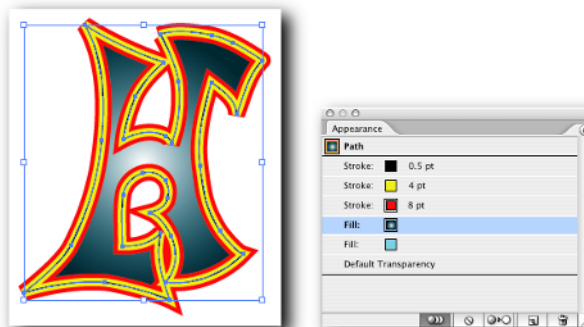 Appearance
Path
Stroke: 0.5 pt
Stroke: 4 pt
Stroke: 8 pt
Fill:
Fill:
Default Transparency